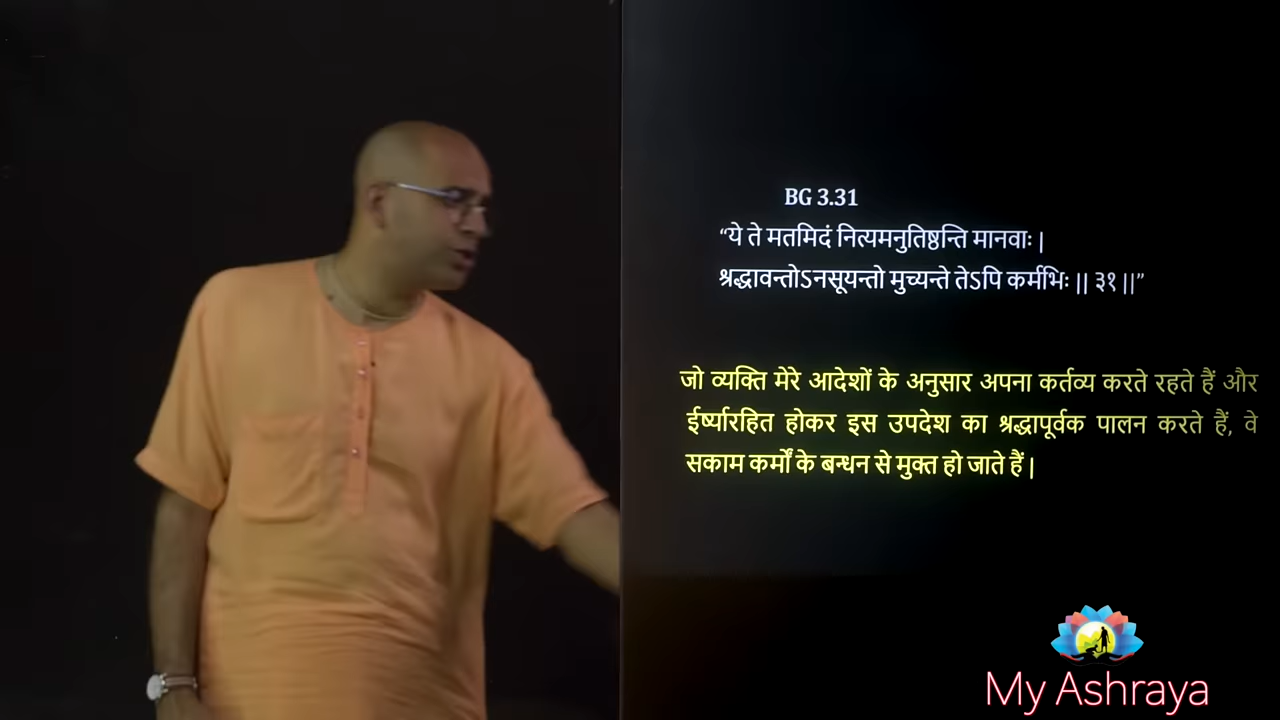 BG 3.31
“ये ते मतमिदं नित्यमनुतिष्ठन्ति मानवाः |
श्रद्धावन्तोऽनसूयन्तो मुच्यन्ते तेऽपि कर्मभिः || ३१ ||”
जो व्यक्ति मेरे आदेशों के अनुसार अपना कर्तव्य करते रहते हैं और
ईर्ष्यारहित होकर इस उपदेश का श्रद्धापूर्वक पालन करते हैं, वे
सकाम कर्मों के बन्धन से मुक्त हो जाते हैं |
My Ashraya